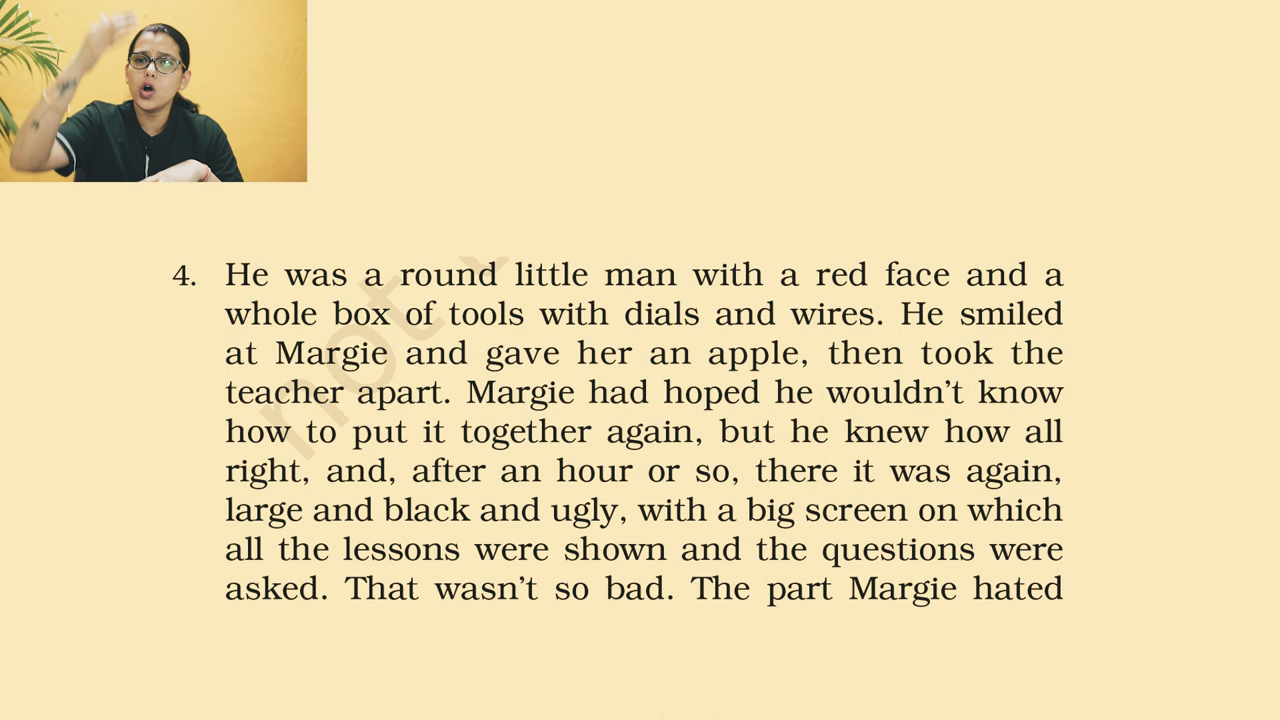 4. He was a round little man with a red face and a
whole box of tools with dials and wires. He smiled
at Margie and gave her an apple, then took the
teacher apart. Margie had hoped he wouldn’t know
how to put it together again, but he knew how all
right, and, after an hour or so, there it was again,
large and black and ugly, with a big screen on which
all the lessons were shown and the questions were
asked. That wasn’t so bad. The part Margie hated
not